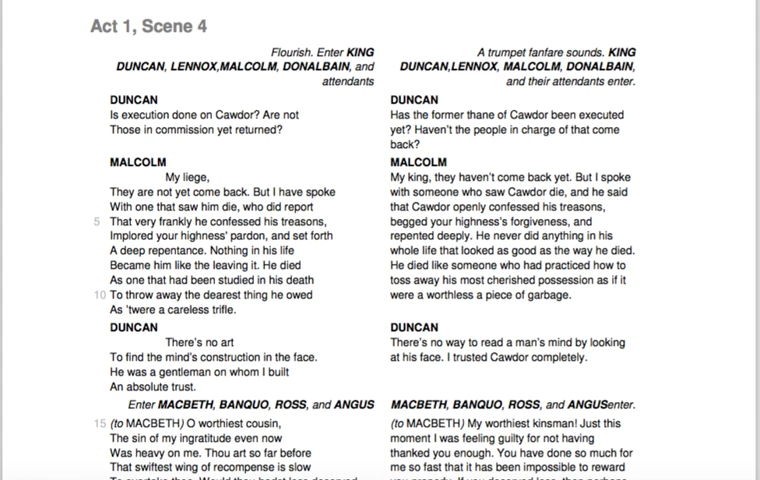 Act 1, Scene 4
Flourish. Enter KING
DUNCAN, LENNOX,MALCOLM, DONALBAIN, and
attendants
DUNCAN
Is execution done on Cawdor? Are not
Those in commission yet returned?
MALCOLM
My liege,
They are not yet come back. But I have spoke
With one that saw him die, who did report
5 That very frankly he confessed his treasons,
Implored your highness' pardon, and set forth
A deep repentance. Nothing in his life
Became him like the leaving it. He died
As one that had been studied in his death
10 To throw away the dearest thing he owed
As 'twere a careless trifle.
DUNCAN
There's no art
To find the mind's construction in the face.
He was a gentleman on whom I built
An absolute trust.
Enter MACBETH, BANQUO, ROSS, and ANGUS
15 (to MACBETH) O worthiest cousin,
The sin of my ingratitude even now
Was heavy on me. Thou art so far before
That swiftest wing of recompense is slow
To overtake thee. Would thou hadst less deserved
A trumpet fanfare sounds. KING
DUNCAN,LENNOX, MALCOLM, DONALBAIN,
and their attendants enter.
DUNCAN
Has the former thane of Cawdor been executed
yet? Haven't the people in charge of that come
back?
MALCOLM
My king, they haven't come back yet. But I spoke
with someone who saw Cawdor die, and he said
that Cawdor openly confessed his treasons,
begged your highness's forgiveness, and
repented deeply. He never did anything in his
whole life that looked as good as the way he died.
He died like someone who had practiced how to
toss away his most cherished possession as if it
were a worthless a piece of garbage.
DUNCAN
There's no way to read a man's mind by looking
at his face. I trusted Cawdor completely.
MACBETH, BANQUO, ROSS, and ANGUSenter.
(to MACBETH) My worthiest kinsman! Just this
moment I was feeling guilty for not having
thanked you enough. You have done so much for
me so fast that it has been impossible to reward
you properly. If you deserved less, then perhaps